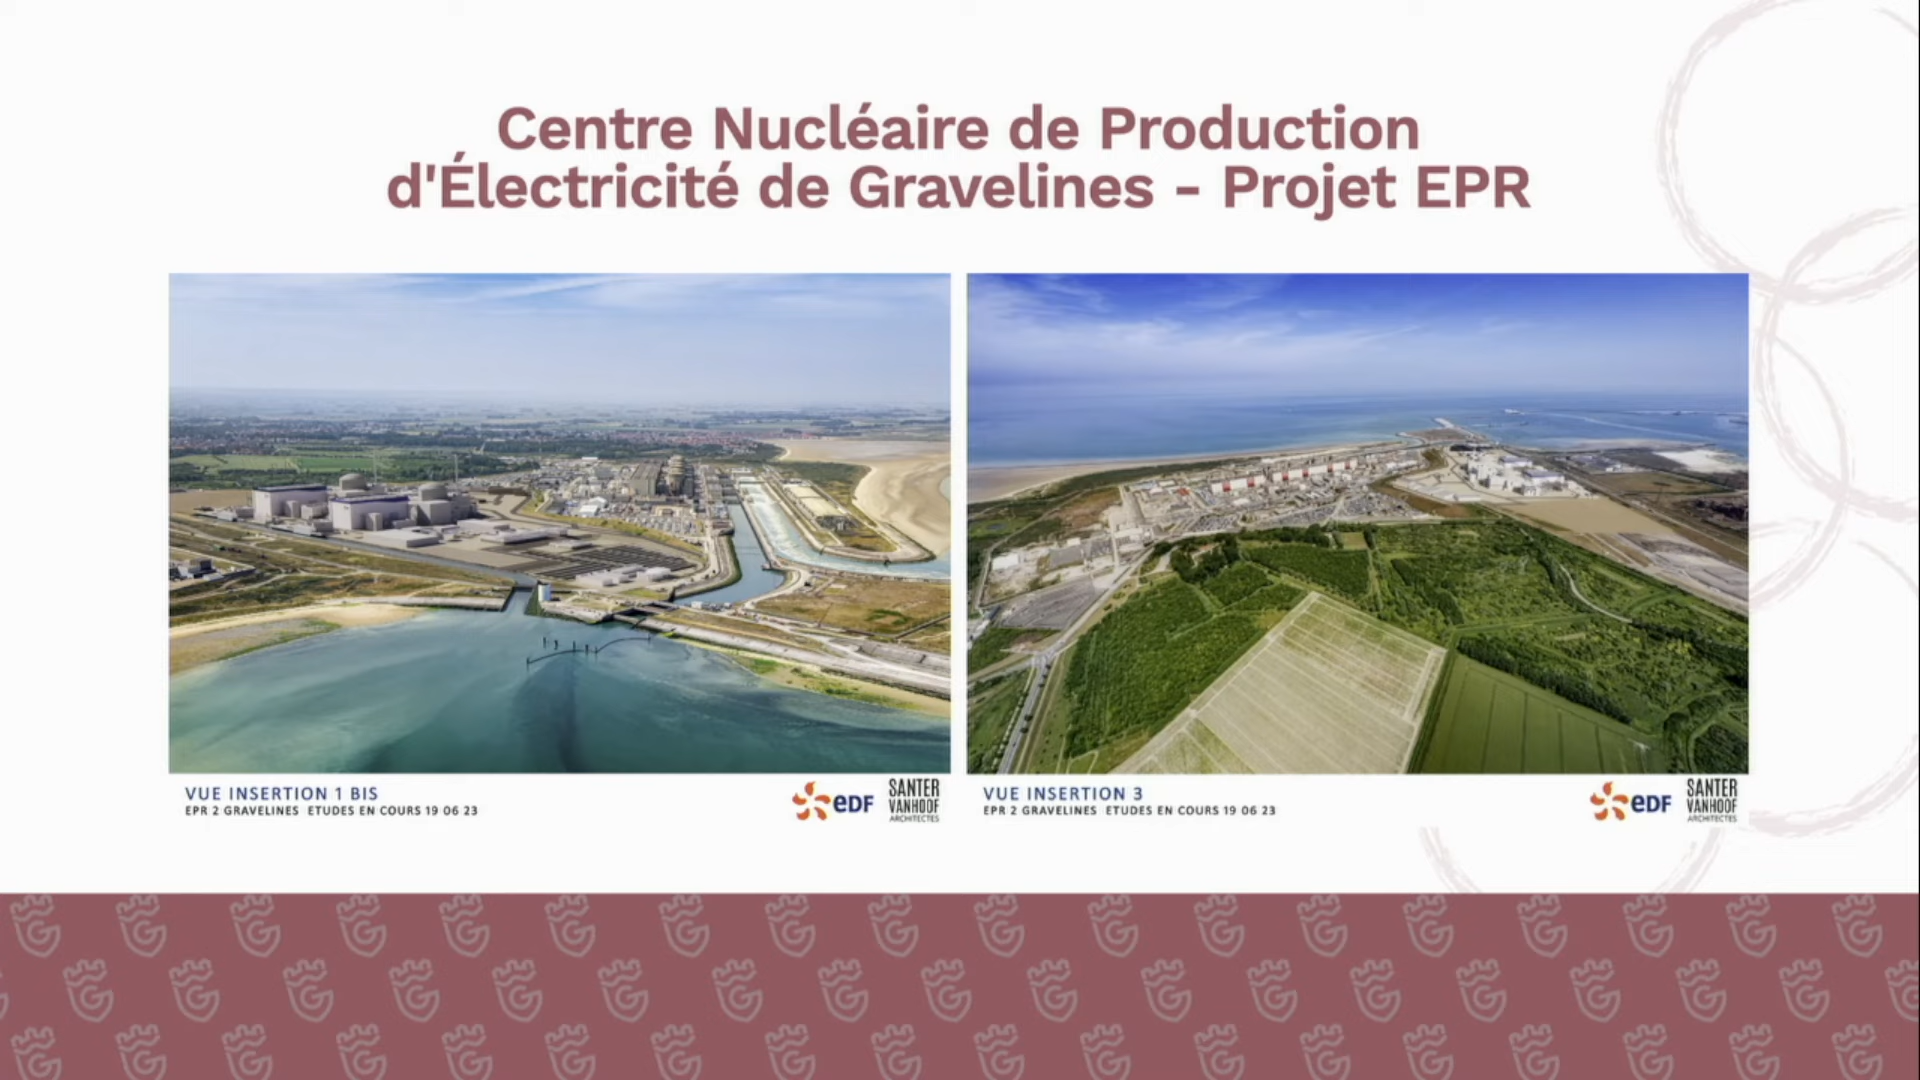 Centre Nucléaire de Production
d'Électricité de Gravelines - Projet EPR
VUE INSERTION 1 BIS
EPR 2 GRAVELINES ETUDES EN COURS 19 06 23
edf
SANTER
VANHOOF
ARCHITECTES
VUE INSERTION 3
EPR 2 GRAVELINES ETUDES EN COURS 19 06 23
edf
SANTER
VANHOOF
ARCHITECTES